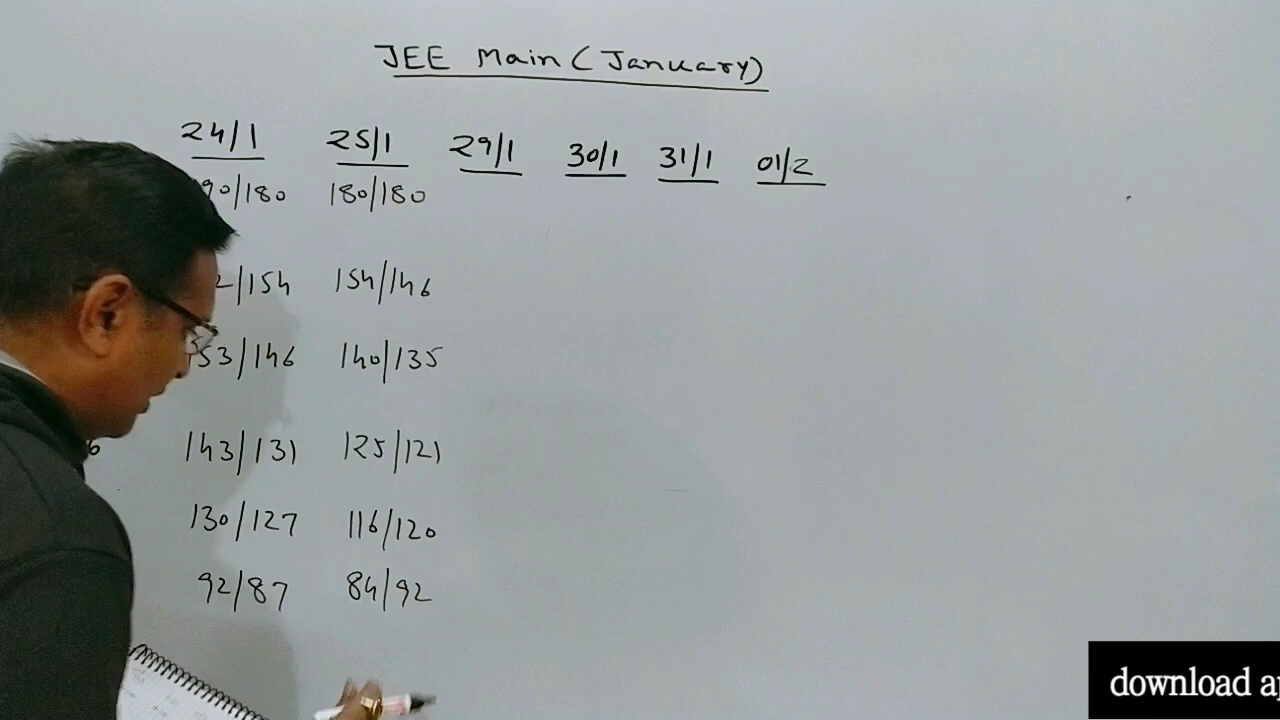 JEE Main (January)
24/1 25/1 29/1 30/1 31/1 01/2
90/180 180/180
2/154 154/146
153/146 140/135
143/131 125/121
130/127 116/120
92/87 84/92
download ap